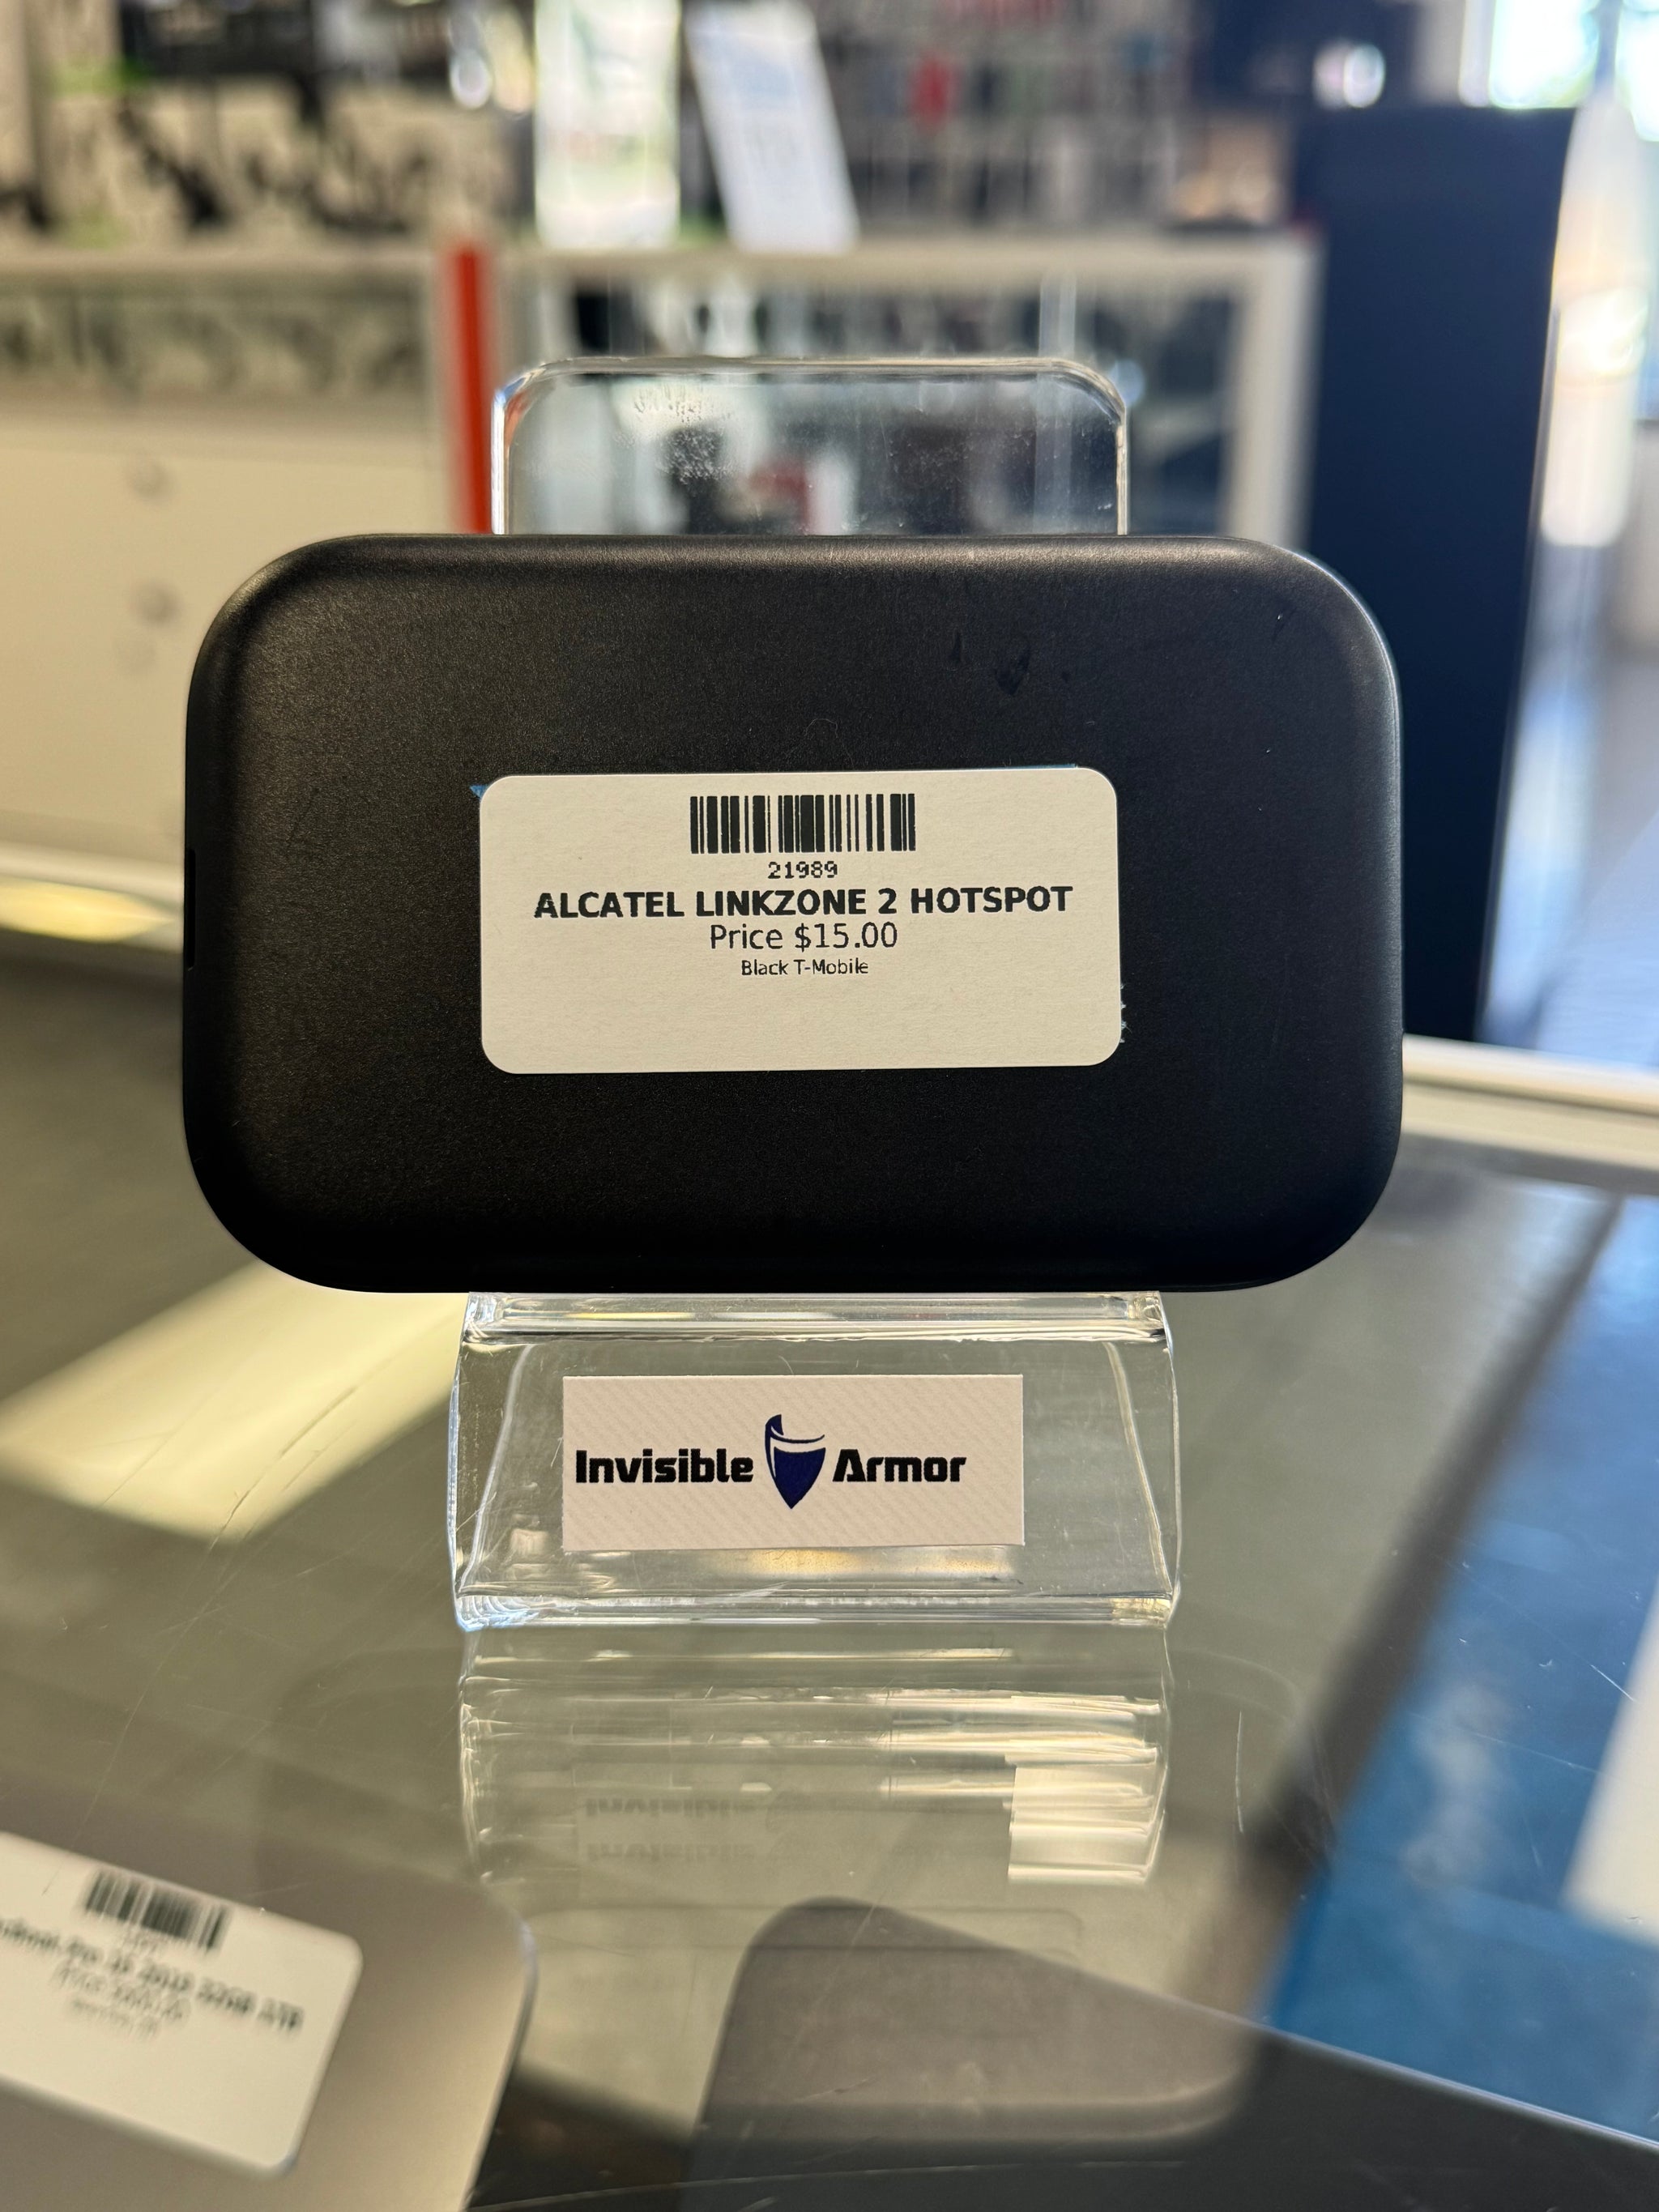 21989
ALCATEL LINKZONE 2 HOTSPOT
Price $15.00
Black T-Mobile
Invisible Armor